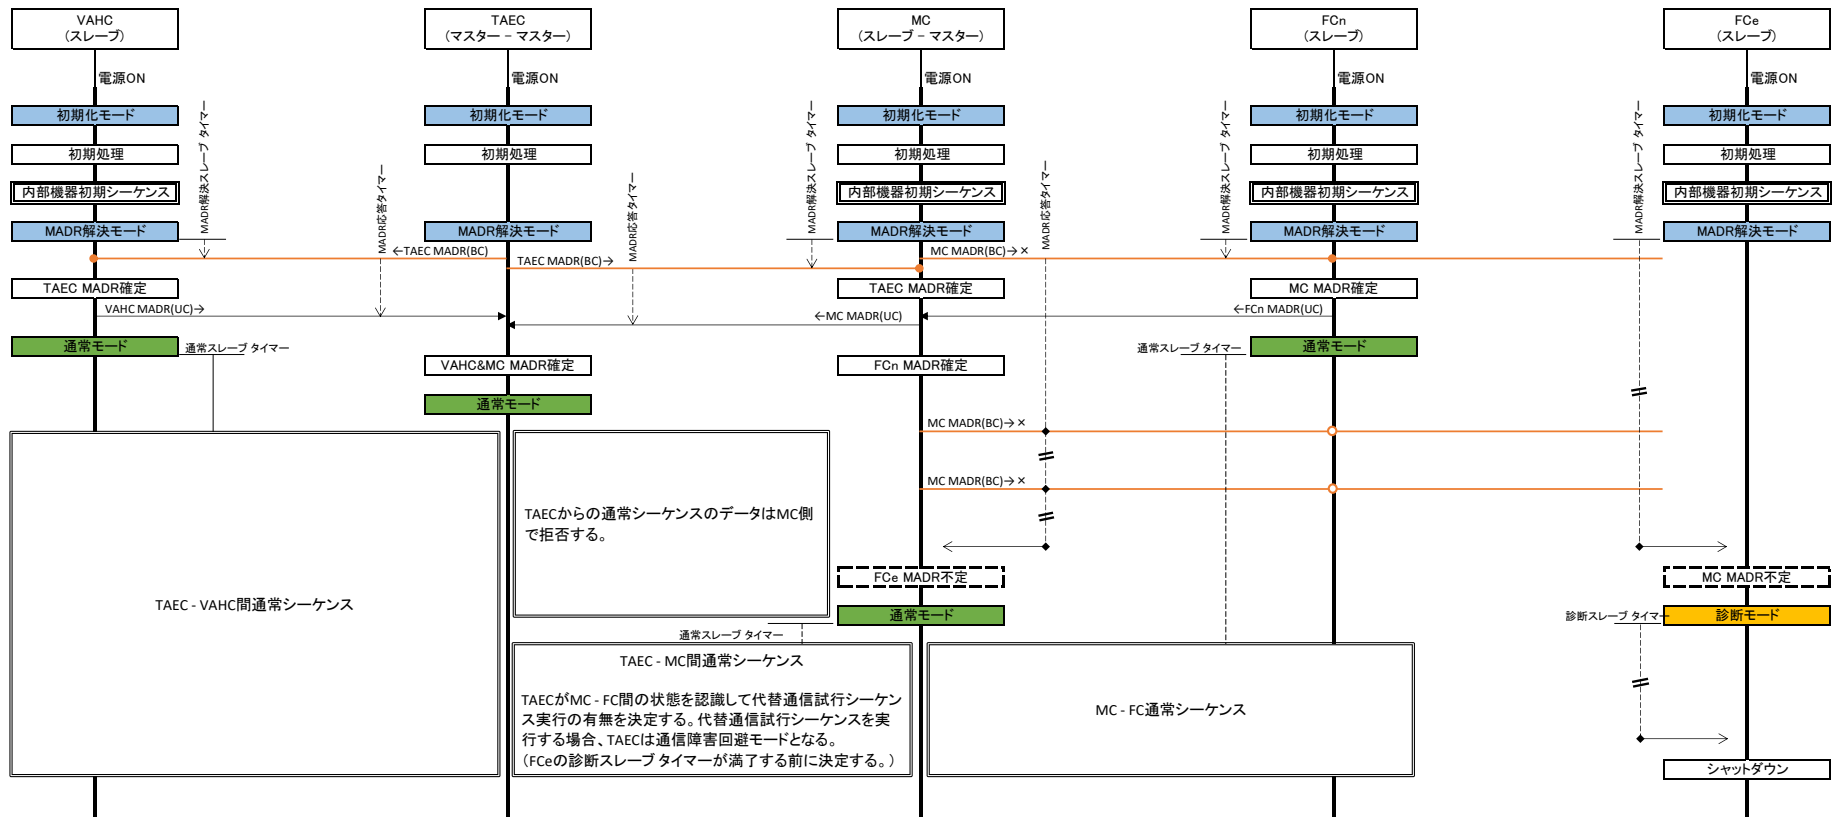 VAHC
(スレーブ)
TAEC
(マスター - マスター)
MC
(スレーブ - マスター)
FCn
(スレーブ)
FCe
(スレーブ)
電源ON
電源ON
電源ON
電源ON
電源ON
初期化モード
初期化モード
初期化モード
初期化モード
初期化モード
初期処理
初期処理
初期処理
初期処理
初期処理
内部機器初期シーケンス
内部機器初期シーケンス
内部機器初期シーケンス
内部機器初期シーケンス
MADR解決スレーブ タイマー
MADR応答タイマー
MADR応答タイマー
MADR解決スレーブ タイマー
MADR応答タイマー
MADR解決スレーブ タイマー
MADR解決スレーブ タイマー
MADR解決モード
MADR解決モード
MADR解決モード
MADR解決モード
MADR解決モード
←TAEC MADR(BC)
TAEC MADR(BC)→
MC MADR(BC)→×
TAEC MADR確定
TAEC MADR確定
MC MADR確定
VAHC MADR(UC)→
←MC MADR(UC)
←FCn MADR(UC)
通常モード
通常スレーブ タイマー
通常スレーブ タイマー
通常モード
VAHC&MC MADR確定
FCn MADR確定
通常モード
MC MADR(BC)→×
MC MADR(BC)→×
TAECからの通常シーケンスのデータはMC側
で拒否する。
FCe MADR不定
MC MADR不定
TAEC - VAHC間通常シーケンス
通常モード
診断スレーブ タイマー
診断モード
通常スレーブ タイマー
TAEC - MC間通常シーケンス
TAECがMC - FC間の状態を認識して代替通信試行シーケン
ス実行の有無を決定する。代替通信試行シーケンスを実
行する場合、TAECは通信障害回避モードとなる。
(FCeの診断スレーブ タイマーが満了する前に決定する。)
MC - FC通常シーケンス
シャットダウン